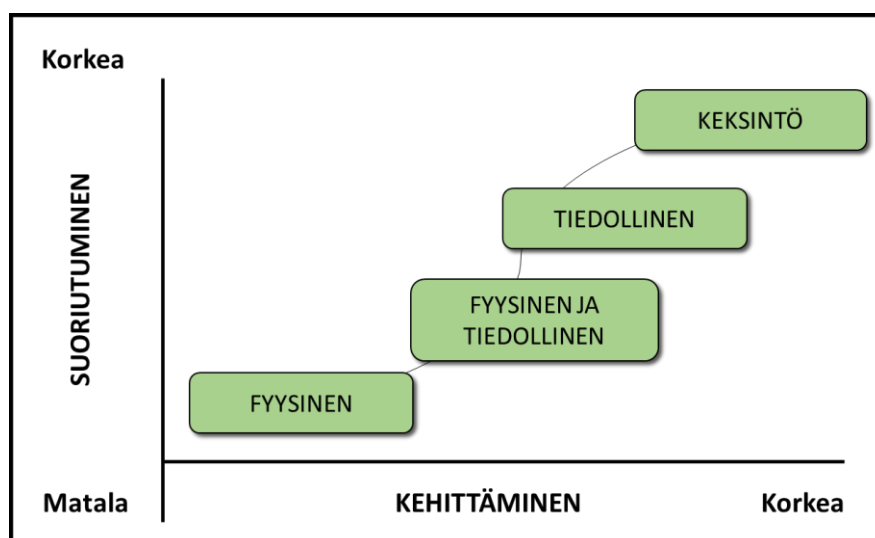 Korkea
KEKSINTÖ
TIEDOLLINEN
SUORIUTUMINEN
FYYSINEN JA
TIEDOLLINEN
FYYSINEN
Matala
KEHITTÄMINEN
Korkea